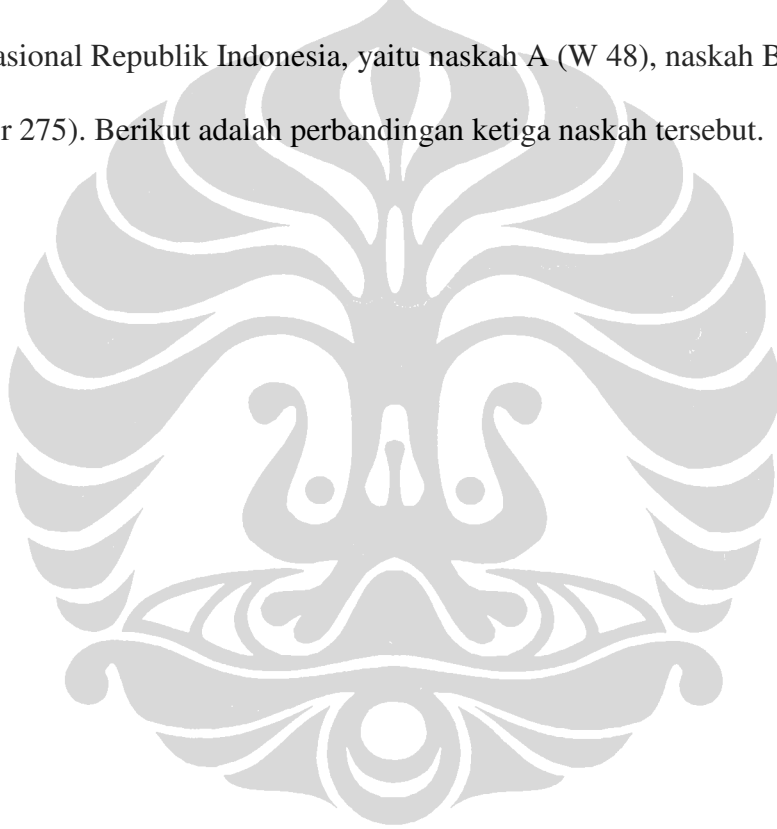 asional Republik Indonesia, yaitu naskah A (W 48), naskah B
r 275). Berikut adalah perbandingan ketiga naskah tersebut.